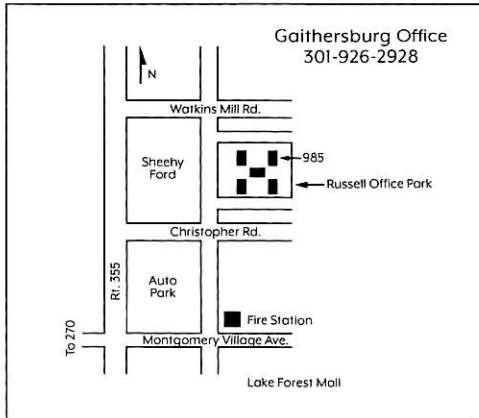 Gaithersburg Office
301-926-2928
N
Watkins Mill Rd.
985
Sheehy
Ford
Russell Office Park
Christopher Rd.
Rt. 355
Auto
Park
Fire Station
To 270
Montgomery Village Ave.
Lake Forest Mall